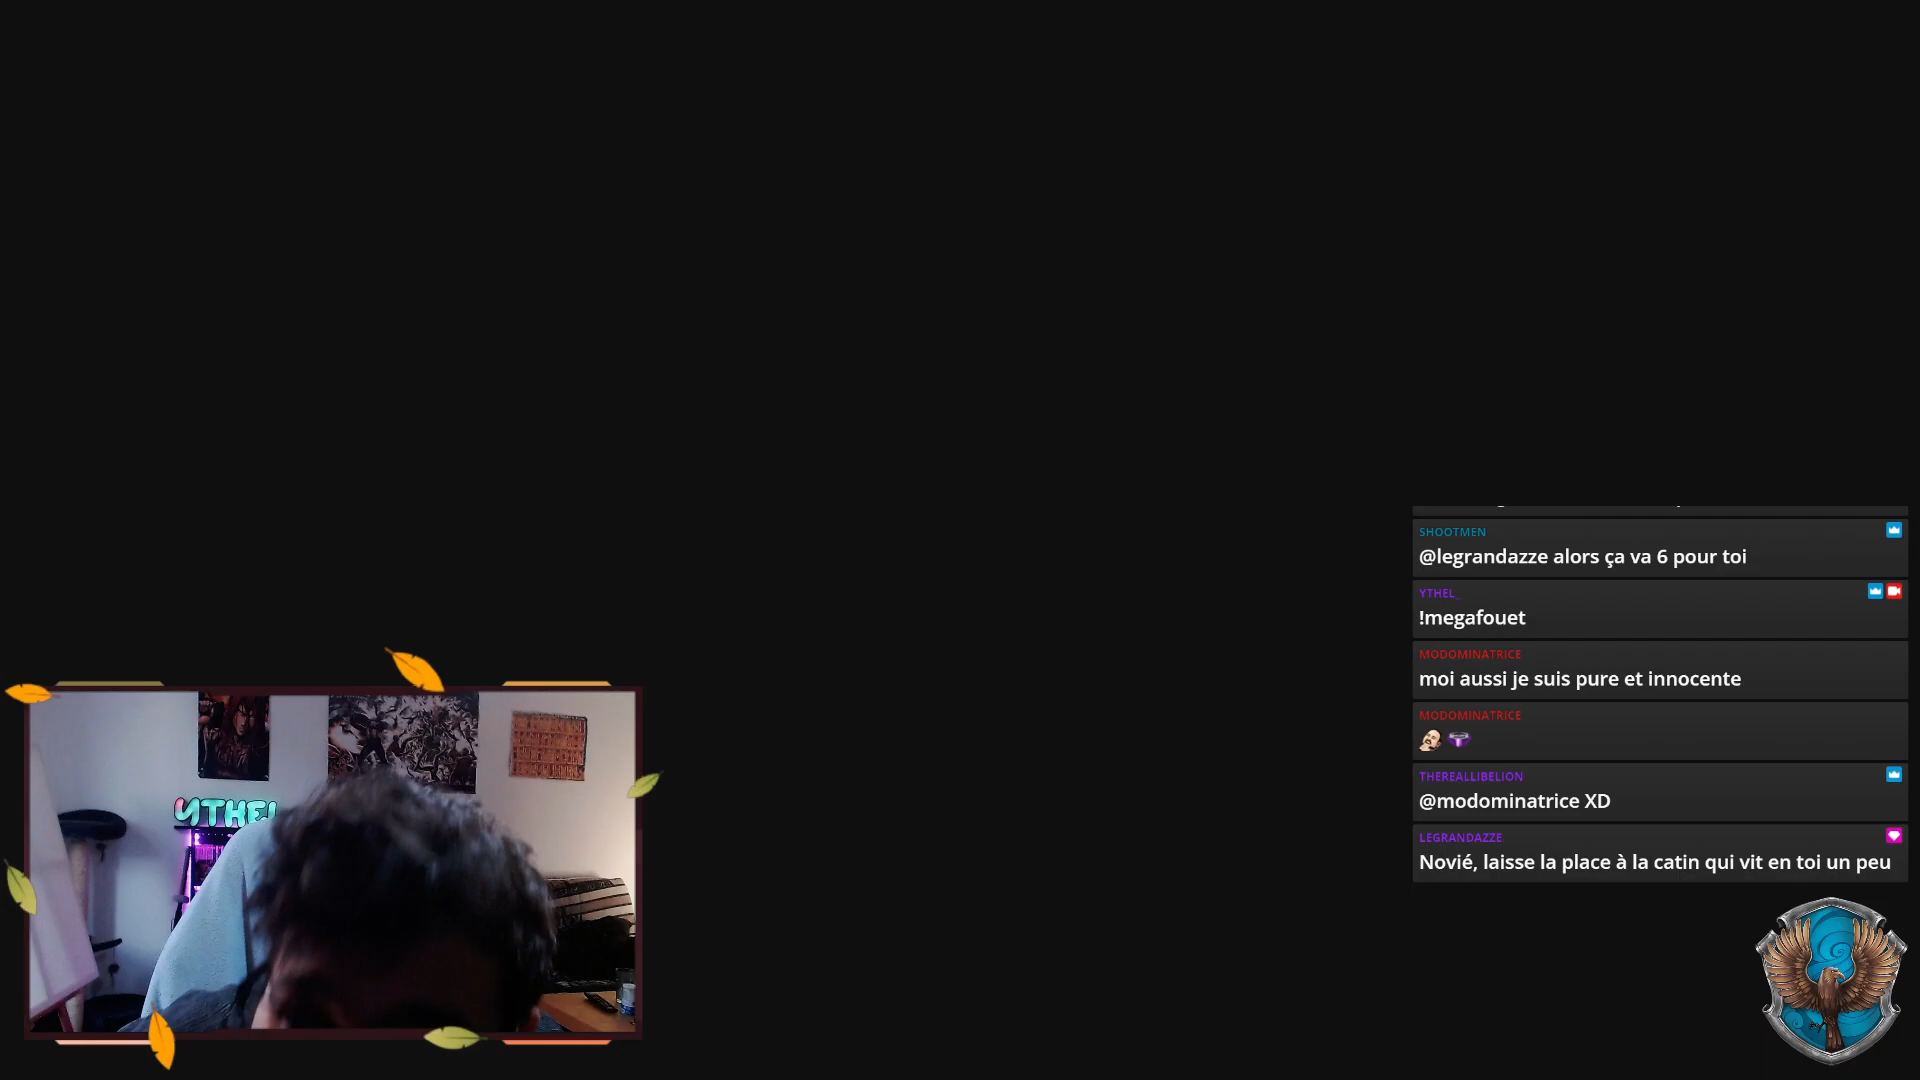 SHOOTMEN
@legrandazze alors ça va 6 pour toi
YTHEL_
!megafouet
MODOMINATRICE
moi aussi je suis pure et innocente
MODOMINATRICE
THEREALLIBELION
@modominatrice XD
LEGRANDAZZE
Novié, laisse la place à la catin qui vit en toi un peu
YTHEL